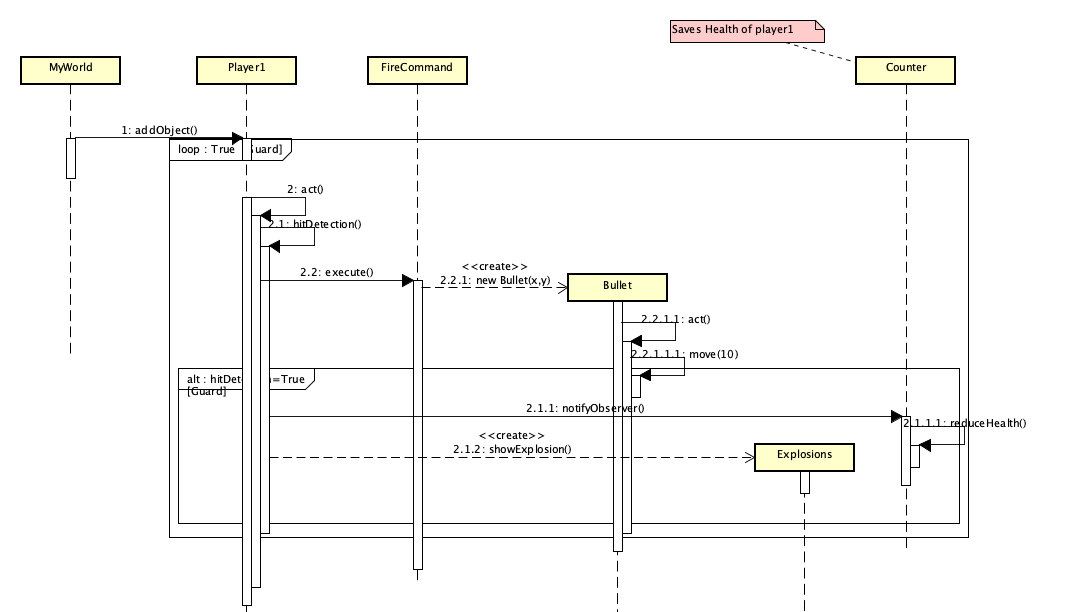 Saves Health of player1
MyWorld
Player1
FireCommand
Counter
1: addObject()
loop : True uard]
2: act()
2.1: hitDetection()
<<create>>
2.2: execute()
2.2.1: new Bullet(x,y)
Bullet
2.2.1.1: act()
2.2.1.1.1: move(10)
alt : hitDet n=True
[Guard]
2.1.1: notifyObserver()
2.1.1.1: reduceHealth()
<<create>>
2.1.2: showExplosion()
Explosions